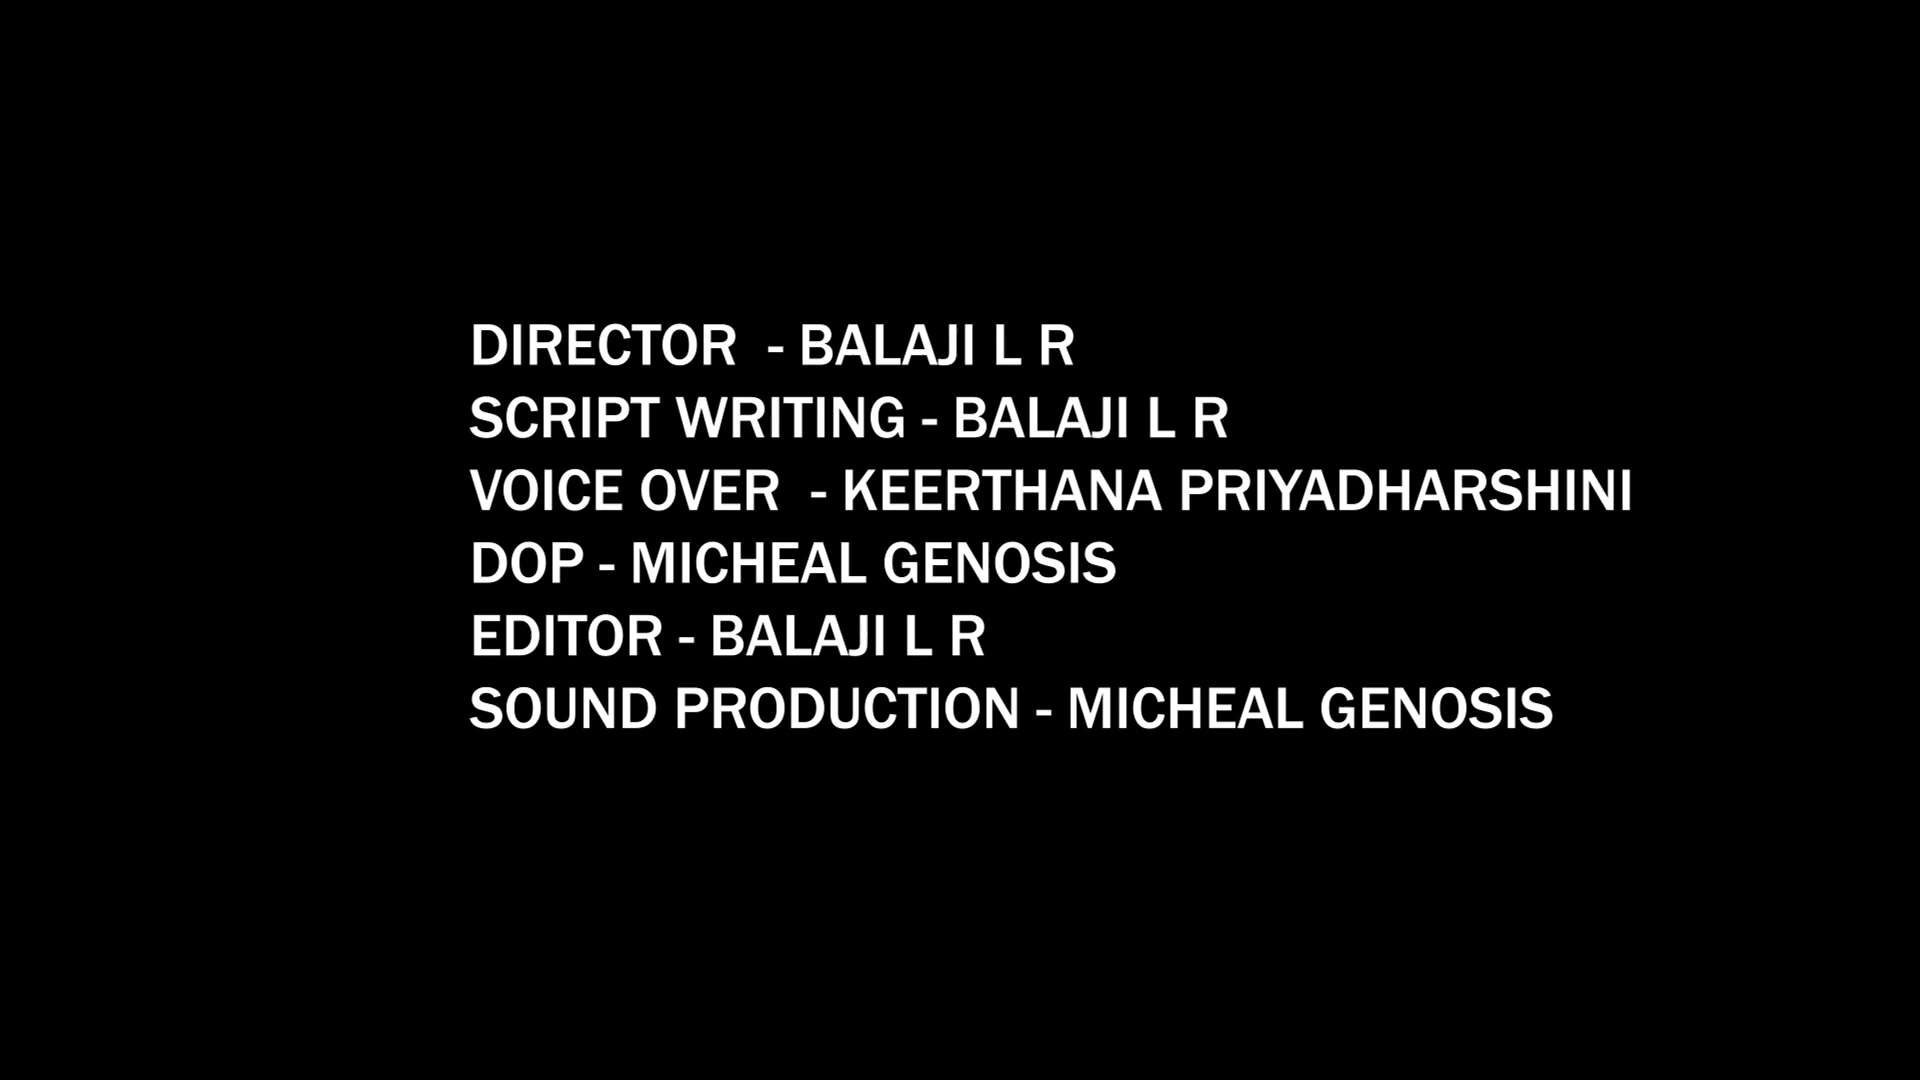 DIRECTOR  - BALAJI L R
SCRIPT WRITING - BALAJI L R
VOICE OVER  - KEERTHANA PRIYADHARSHINI
DOP - MICHEAL GENOSIS
EDITOR - BALAJI L R
SOUND PRODUCTION - MICHEAL GENOSIS